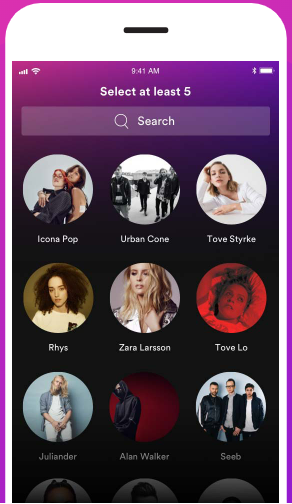 9:41 AM
Select at least 5
Search
Icona Pop
Urban Cone
Tove Styrke
Rhys
Zara Larsson
Tove Lo
Juliander
Alan Walker
Seeb